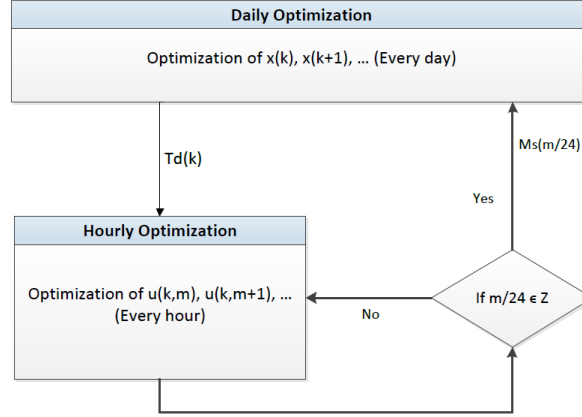 Daily Optimization
Optimization of x(k), x(k+1), ... (Every day)
Td(k)
Ms(m/24)
Yes
Hourly Optimization
Optimization of u(k,m), u(k,m+1), ...
(Every hour)
If m/24 ϵ Z
No